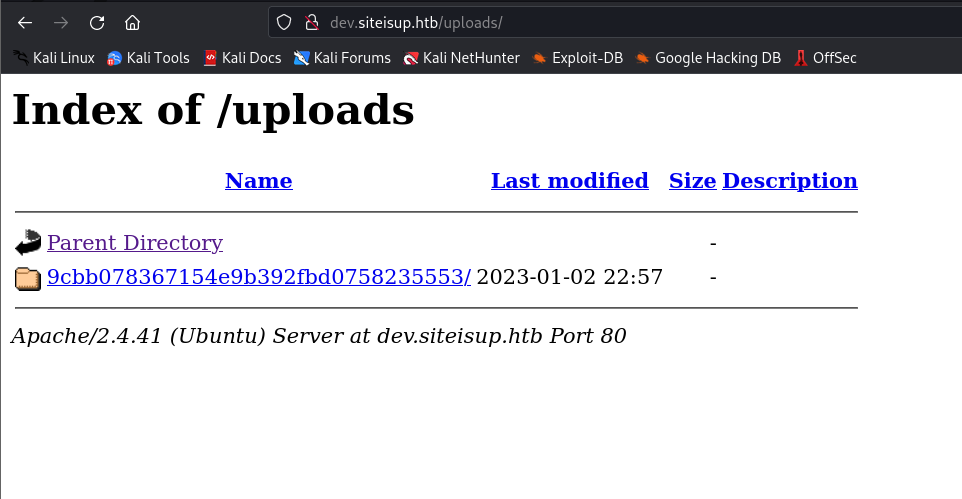 dev.siteisup.htb/uploads/
Kali Linux Kali Tools Kali Docs Kali Forums Kali NetHunter Exploit-DB Google Hacking DB OffSec
Index of /uploads
Name Last modified Size Description
Parent Directory -
9cbb078367154e9b392fbd0758235553/ 2023-01-02 22:57 -
Apache/2.4.41 (Ubuntu) Server at dev.siteisup.htb Port 80